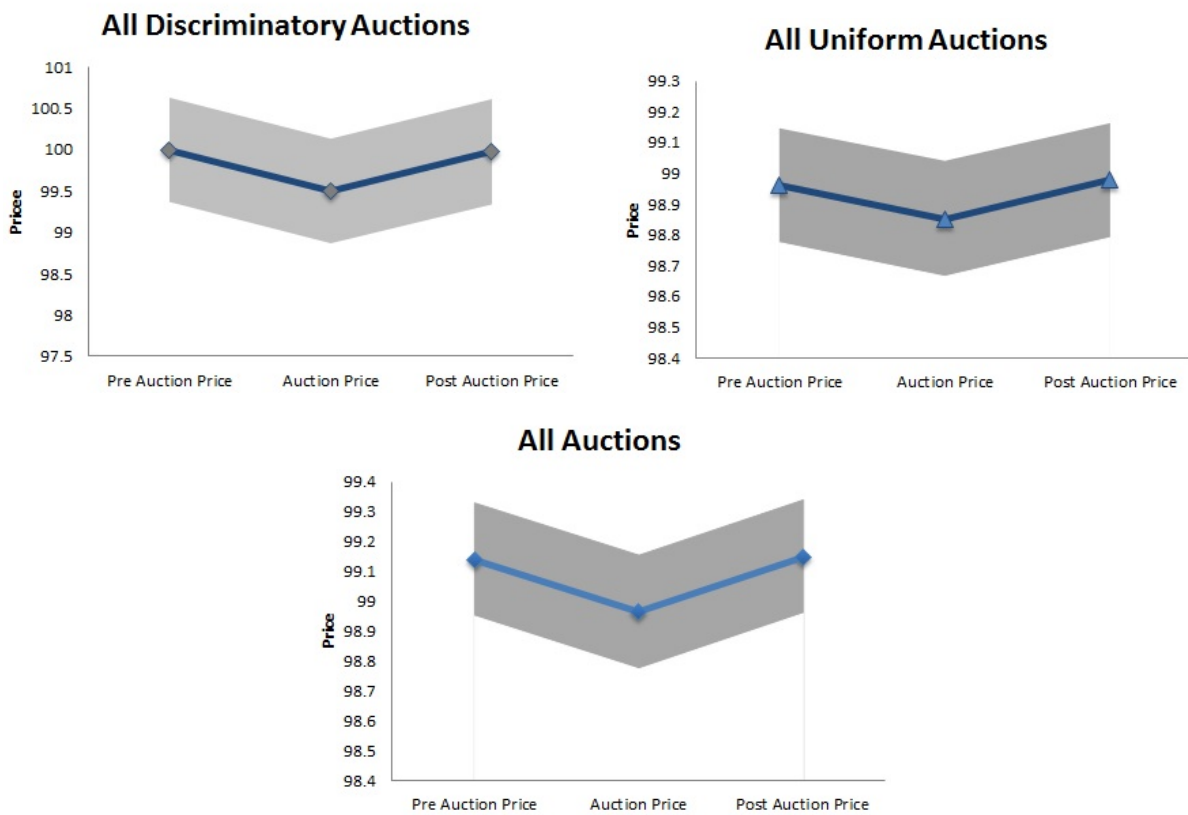 All Discriminatory Auctions
101
100.5
100
99.5
99
98.5
98
97.5
Pricee
Pre Auction Price
Auction Price
Post Auction Price
All Uniform Auctions
99.3
99.2
99.1
99
98.9
98.8
98.7
98.6
98.5
98.4
Price
Pre Auction Price
Auction Price
Post Auction Price
All Auctions
99.4
99.3
99.2
99.1
99
98.9
98.8
98.7
98.6
98.5
98.4
Price
Pre Auction Price
Auction Price
Post Auction Price